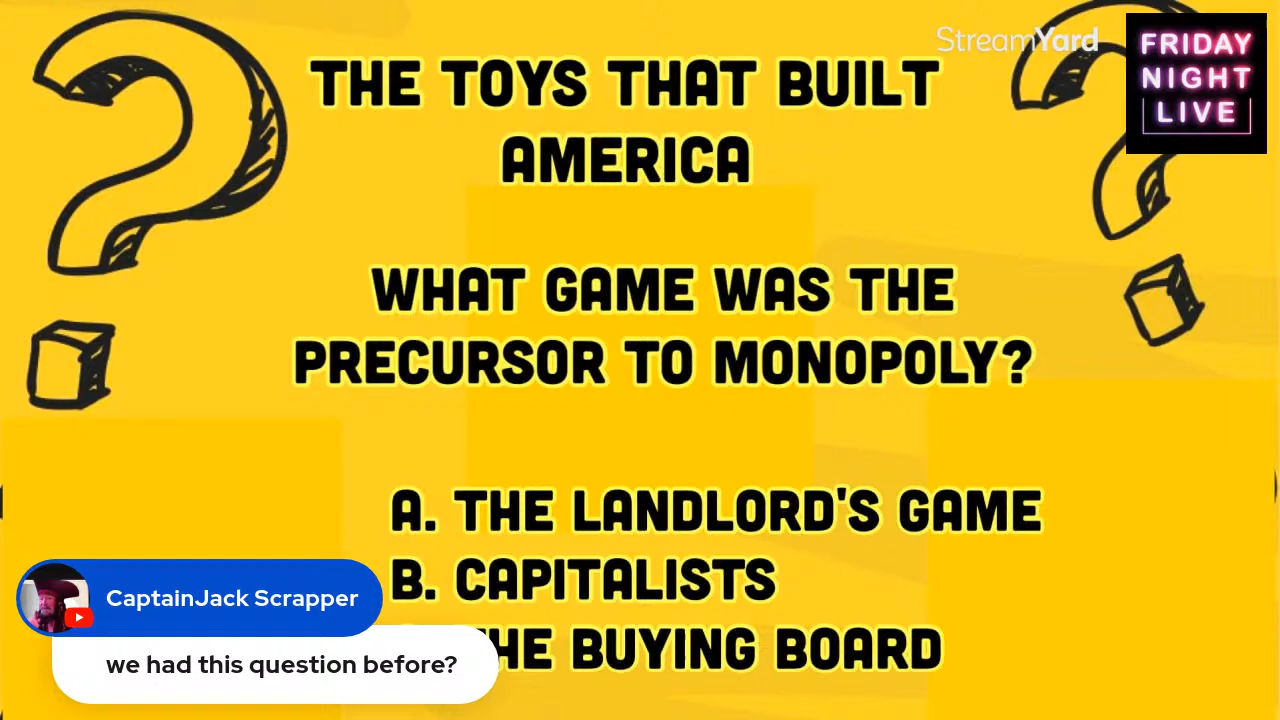 StreamYard
FRIDAY
NIGHT
LIVE
THE TOYS THAT BUILT
AMERICA
WHAT GAME WAS THE
PRECURSOR TO MONOPOLY?
A. THE LANDLORD'S GAME
B. CAPITALISTS
HE BUYING BOARD
CaptainJack Scrapper
we had this question before?